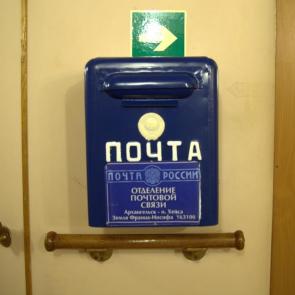 ПОЧТА
ПОЧТА РОССИИ
ОТДЕЛЕНИЕ
ПОЧТОВОЙ
СВЯЗИ
Архангельск - о. Хейса
Земля Франца-Иосифа 163100